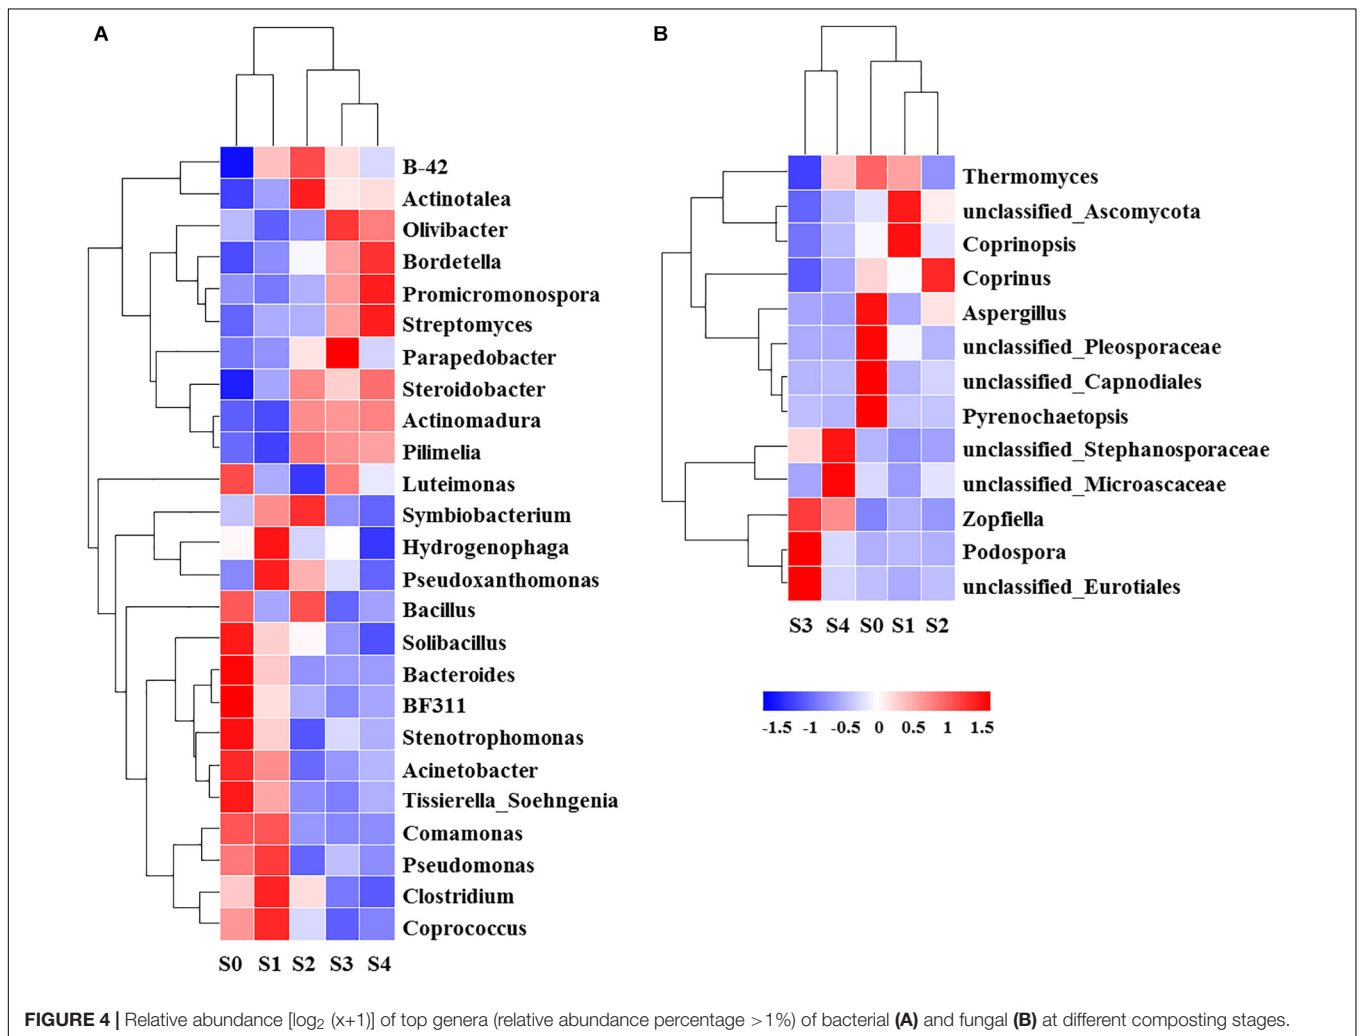 A
B-42
Actinotalea
Olivibacter
Bordetella
Promicromonospora
Streptomyces
Parapedobacter
Steroidobacter
Actinomadura
Pilimelia
Luteimonas
Symbiobacterium
Hydrogenophaga
Pseudoxanthomonas
Bacillus
Solibacillus
Bacteroides
BF311
Stenotrophomonas
Acinetobacter
Tissierella_Soehngenia
Comamonas
Pseudomonas
Clostridium
Coprococcus
S0 S1 S2 S3 S4
B
Thermomyces
unclassified_Ascomycota
Coprinopsis
Coprinus
Aspergillus
unclassified_Pleosporaceae
unclassified_Capnodiales
Pyrenochaetopsis
unclassified_Stephanosporaceae
unclassified_Microascaceae
Zopfiella
Podospora
unclassified_Eurotiales
S3 S4 S0 S1 S2
-1.5 -1 -0.5 0 0.5 1 1.5
FIGURE 4 | Relative abundance [log₂ (x+1)] of top genera (relative abundance percentage >1%) of bacterial (A) and fungal (B) at different composting stages.